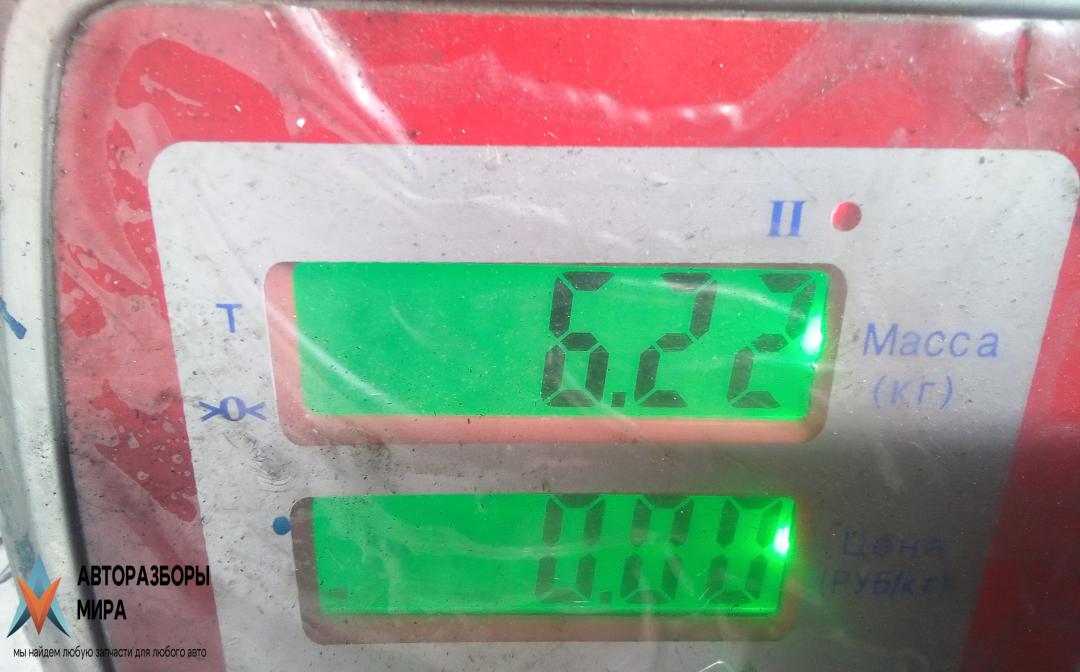 II
6.22
T
Масса
(кг)
>0<
0.00
Цена
(РУБ/кг)
АВТОРАЗБОРЫ
МИРА
мы найдем любую запчасти для любого авто